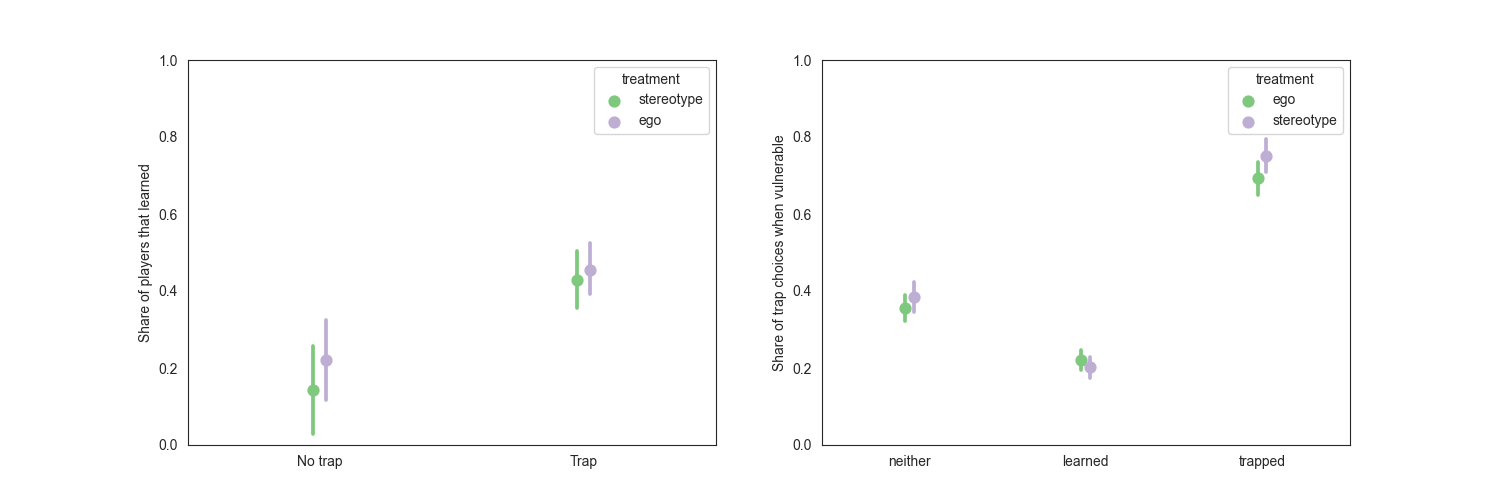 Share of players that learned
1.0
0.8
0.6
0.4
0.2
0.0
No trap
Trap
treatment
stereotype
ego
Share of trap choices when vulnerable
1.0
0.8
0.6
0.4
0.2
0.0
neither
learned
trapped
treatment
ego
stereotype